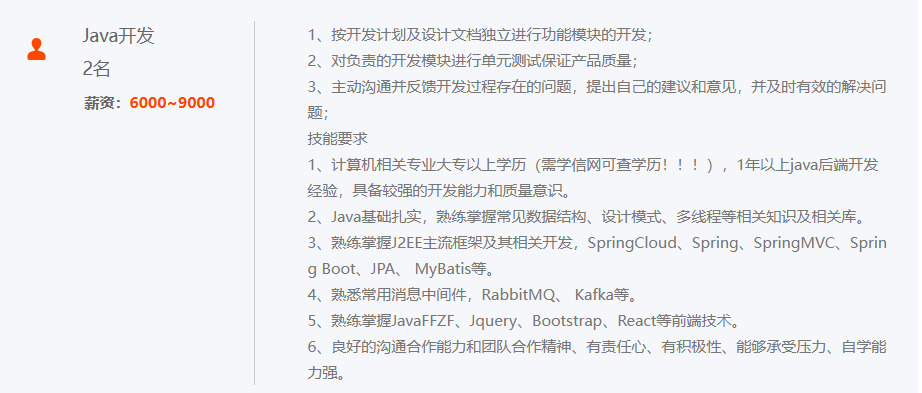 Java开发
2名
薪资：6000~9000
1、按开发计划及设计文档独立进行功能模块的开发；
2、对负责的开发模块进行单元测试保证产品质量；
3、主动沟通并反馈开发过程存在的问题，提出自己的建议和意见，并及时有效的解决问
题；
技能要求
1、计算机相关专业大专以上学历（需学信网可查学历！！！），1年以上java后端开发
经验，具备较强的开发能力和质量意识。
2、Java基础扎实，熟练掌握常见数据结构、设计模式、多线程等相关知识及相关库。
3、熟练掌握J2EE主流框架及其相关开发，SpringCloud、Spring、SpringMVC、Sprin
g Boot、JPA、 MyBatis等。
4、熟悉常用消息中间件，RabbitMQ、 Kafka等。
5、熟练掌握JavaFFZF、Jquery、Bootstrap、React等前端技术。
6、良好的沟通合作能力和团队合作精神、有责任心、有积极性、能够承受压力、自学能
力强。